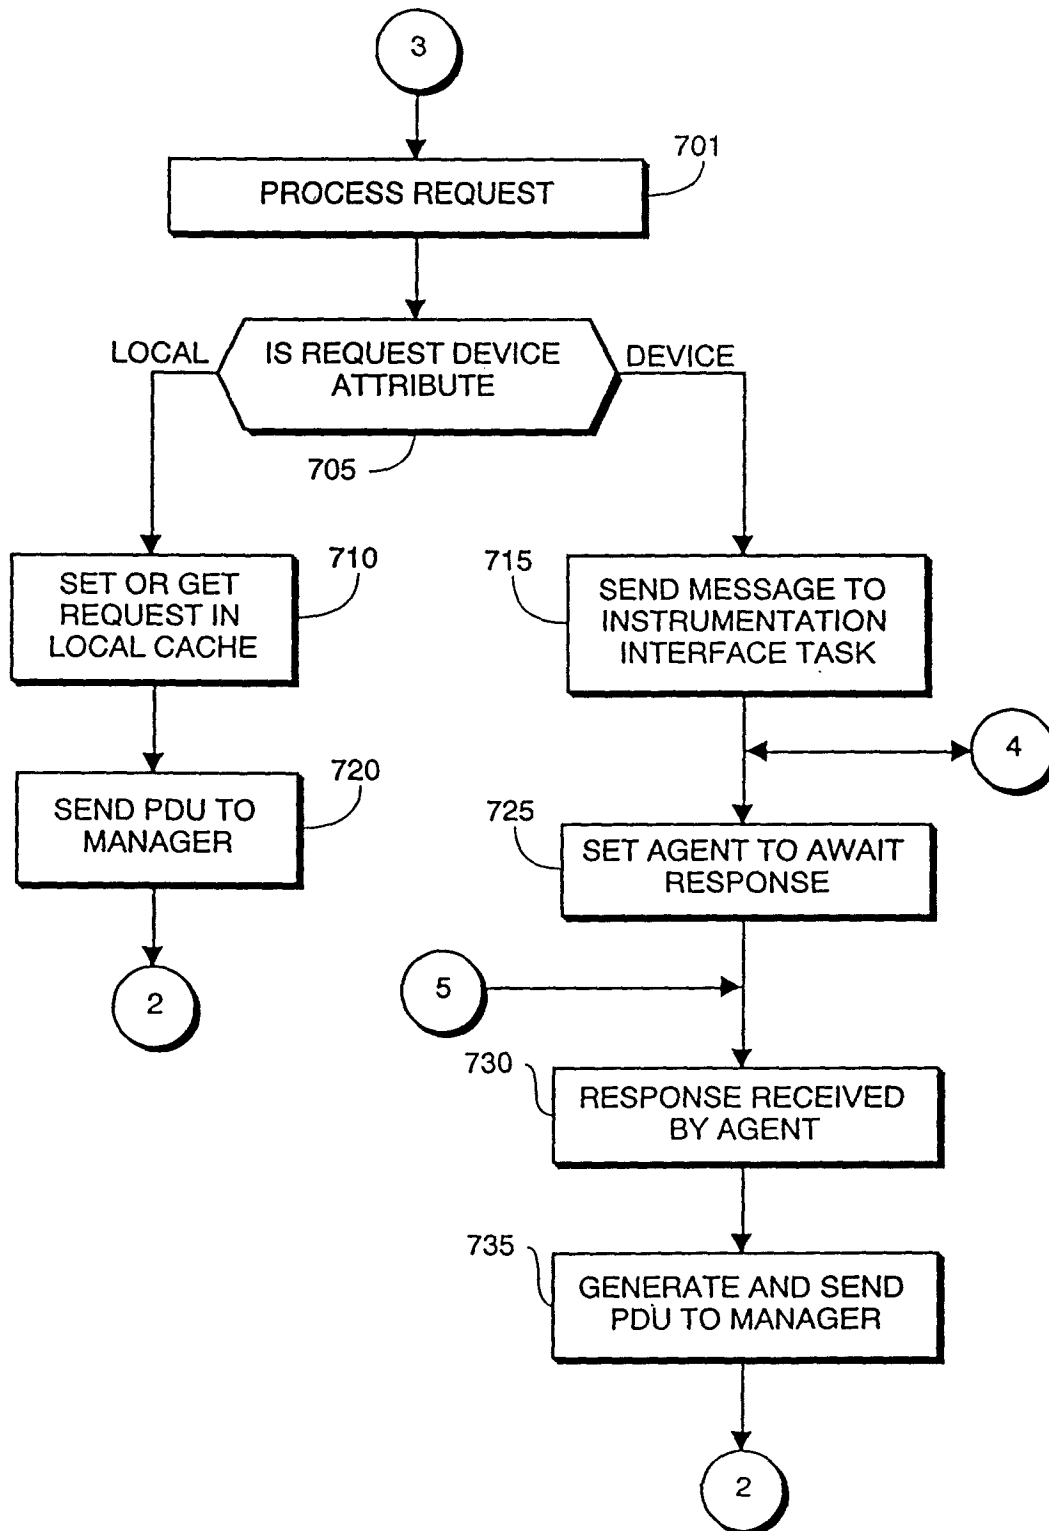 3
701
PROCESS REQUEST
LOCAL
IS REQUEST DEVICE
ATTRIBUTE
DEVICE
705
710
SET OR GET
REQUEST IN
LOCAL CACHE
715
SEND MESSAGE TO
INSTRUMENTATION
INTERFACE TASK
4
720
SEND PDU TO
MANAGER
725
SET AGENT TO AWAIT
RESPONSE
2
5
730
RESPONSE RECEIVED
BY AGENT
735
GENERATE AND SEND
PDU TO MANAGER
2